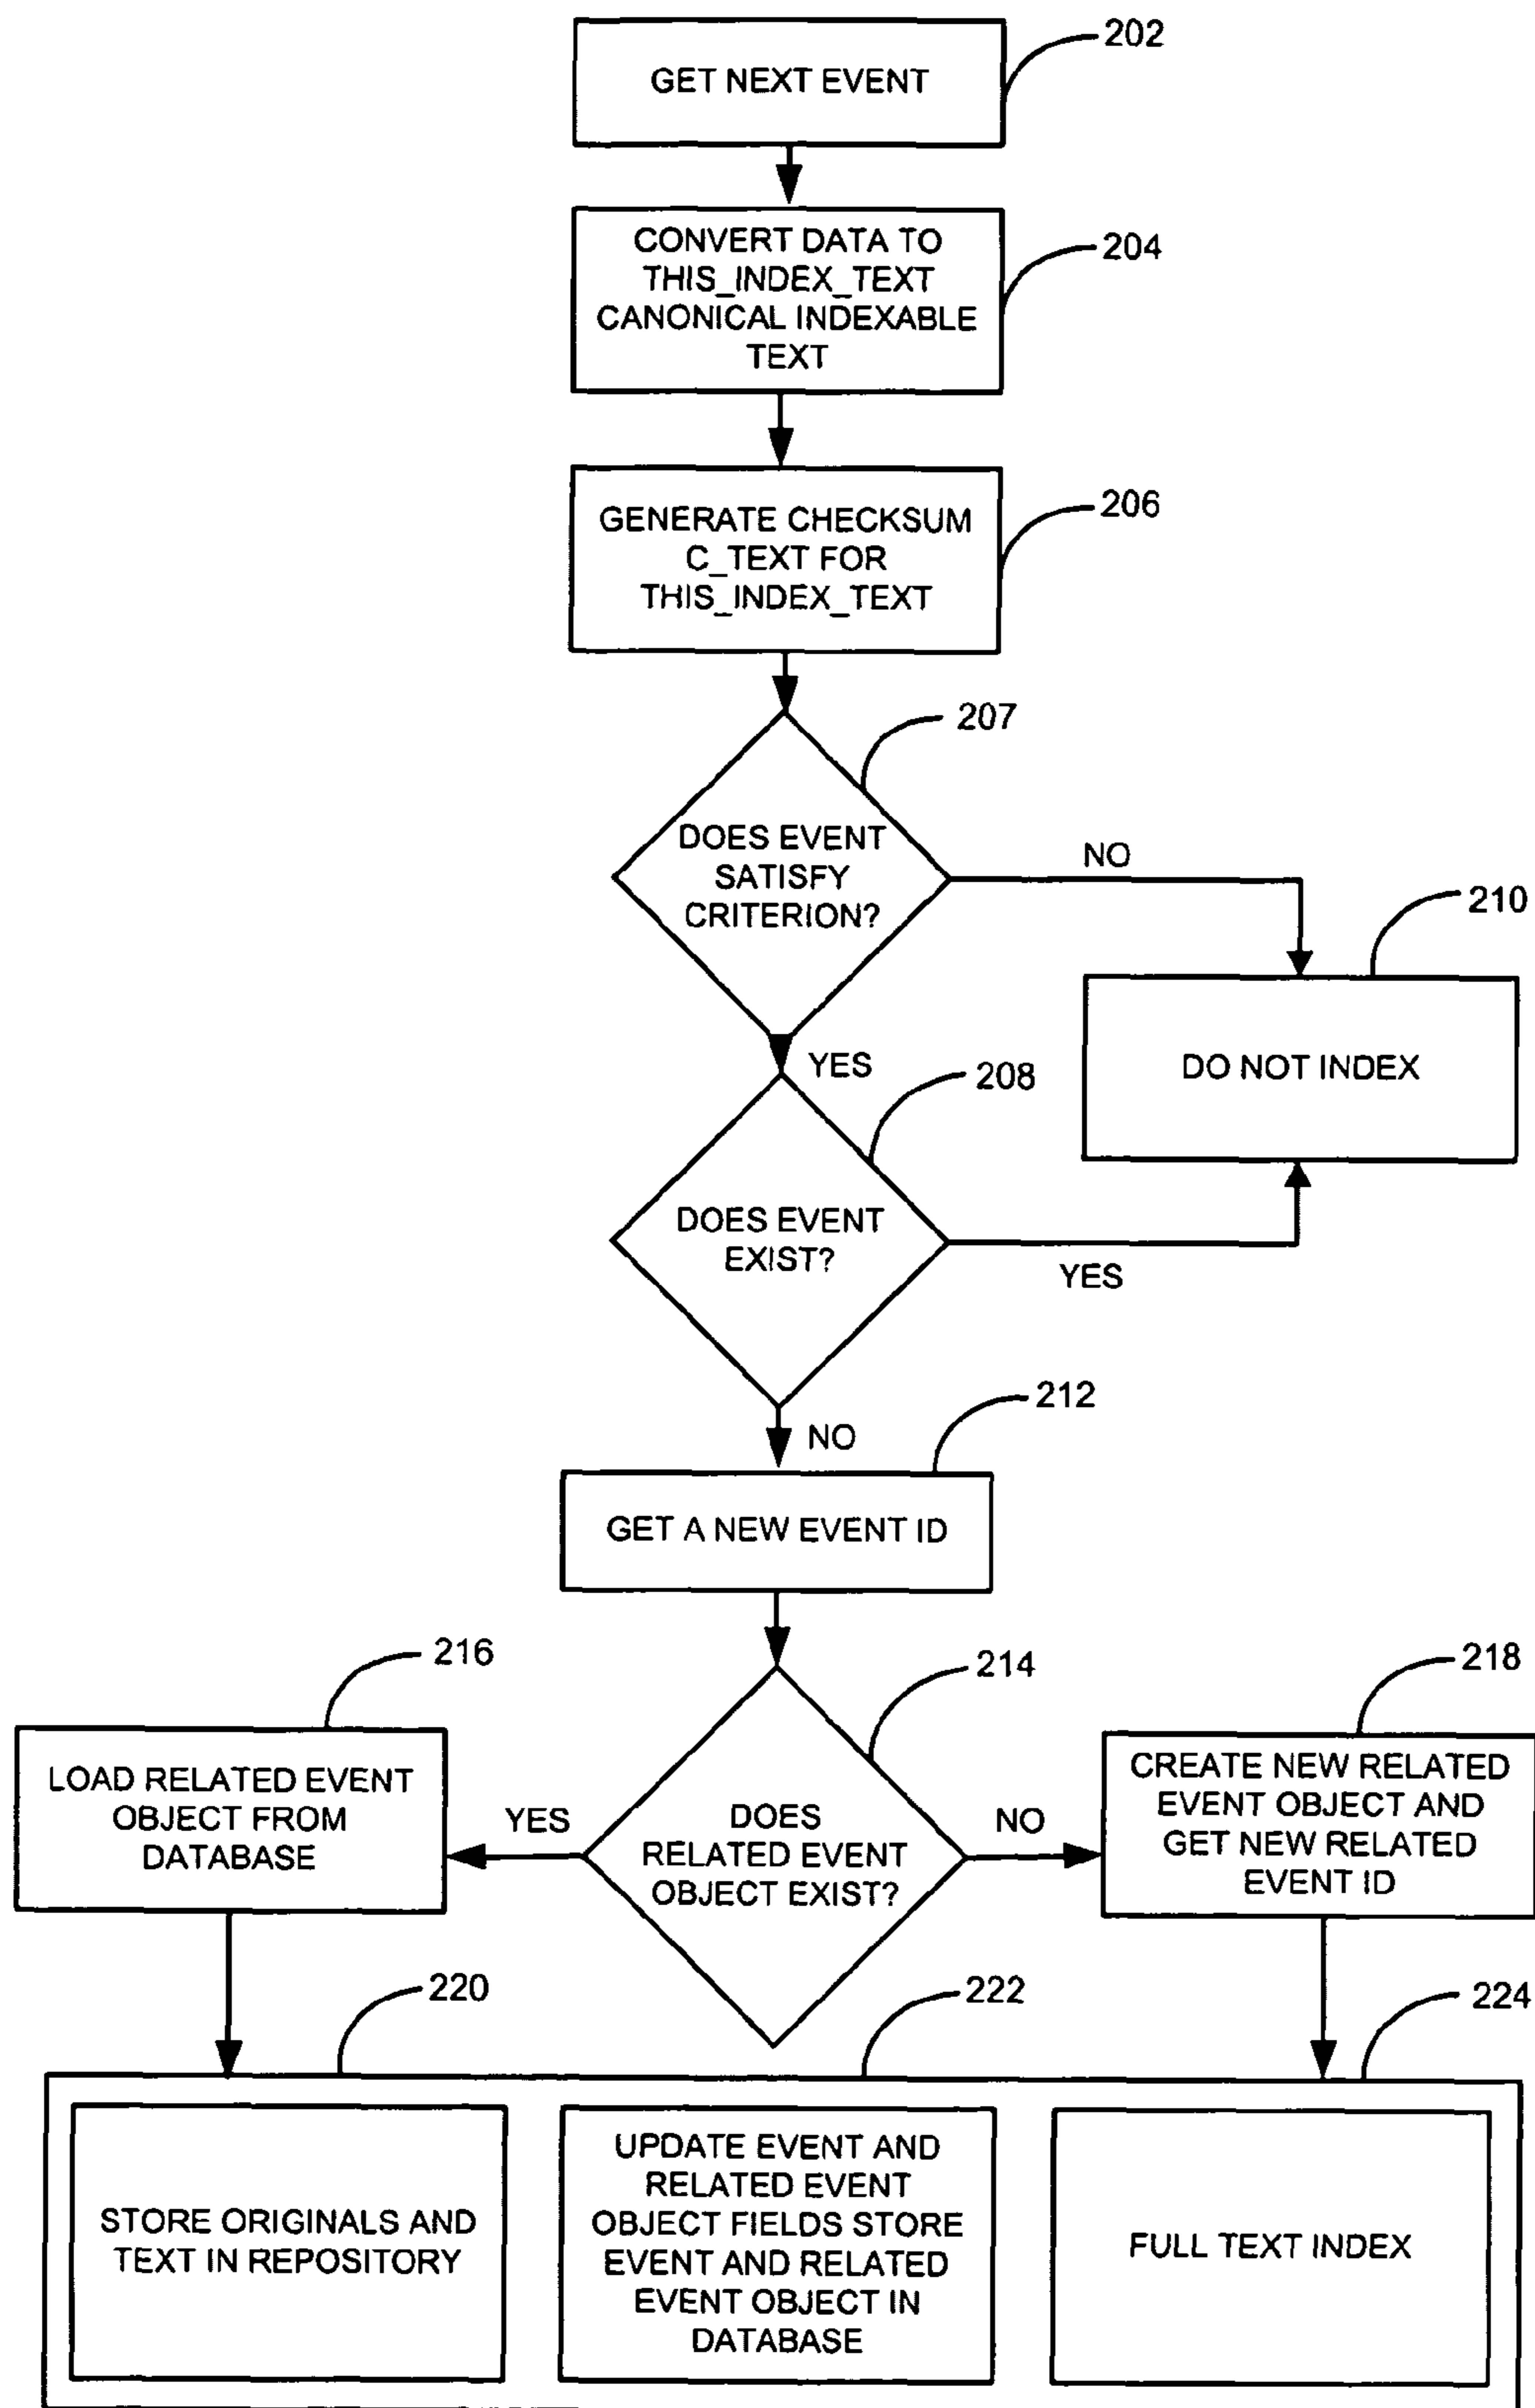 202
GET NEXT EVENT
204
CONVERT DATA TO
THIS_INDEX_TEXT
CANONICAL INDEXABLE
TEXT
206
GENERATE CHECKSUM
C_TEXT FOR
THIS_INDEX_TEXT
207
DOES EVENT
SATISFY
CRITERION?
NO
210
DO NOT INDEX
YES
208
DOES EVENT
EXIST?
YES
212
NO
GET A NEW EVENT ID
216
214
218
LOAD RELATED EVENT
OBJECT FROM
DATABASE
YES
DOES
RELATED EVENT
OBJECT EXIST?
NO
CREATE NEW RELATED
EVENT OBJECT AND
GET NEW RELATED
EVENT ID
220
222
224
STORE ORIGINALS AND
TEXT IN REPOSITORY
UPDATE EVENT AND
RELATED EVENT
OBJECT FIELDS STORE
EVENT AND RELATED
EVENT OBJECT IN
DATABASE
FULL TEXT INDEX